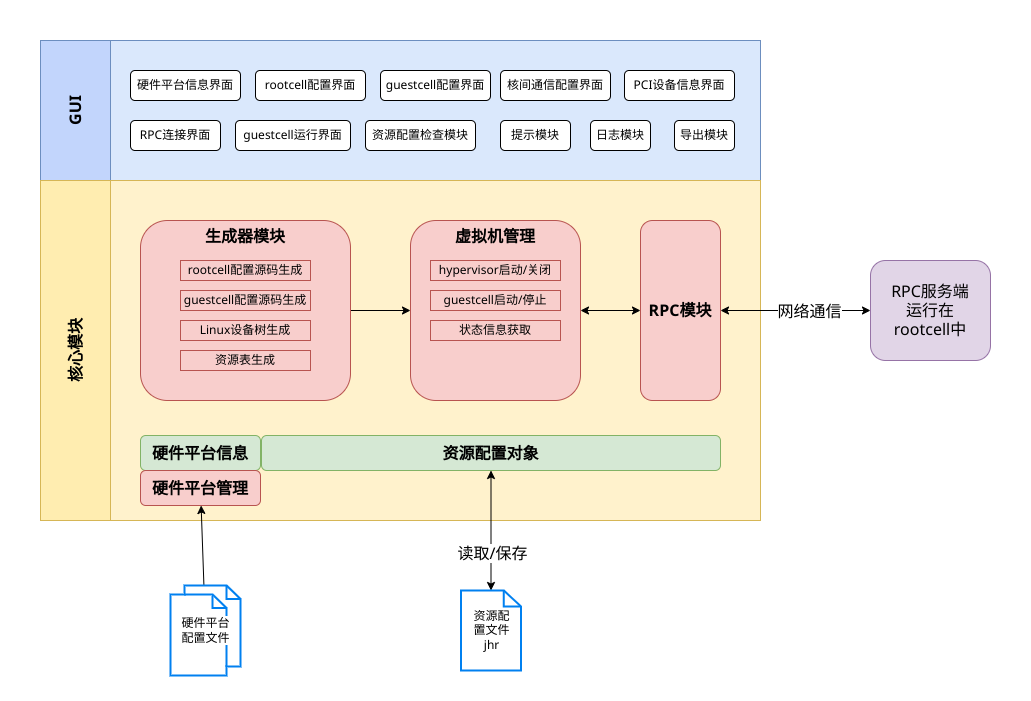 GUI
硬件平台信息界面
rootcell配置界面
guestcell配置界面
核间通信配置界面
PCI设备信息界面
RPC连接界面
guestcell运行界面
资源配置检查模块
提示模块
日志模块
导出模块
核心模块
生成器模块
rootcell配置源码生成
guestcell配置源码生成
Linux设备树生成
资源表生成
虚拟机管理
hypervisor启动/关闭
guestcell启动/停止
状态信息获取
RPC模块
网络通信
RPC服务端
运行在
rootcell中
硬件平台信息
资源配置对象
硬件平台管理
读取/保存
硬件平台
配置文件
资源配
置文件
jhr